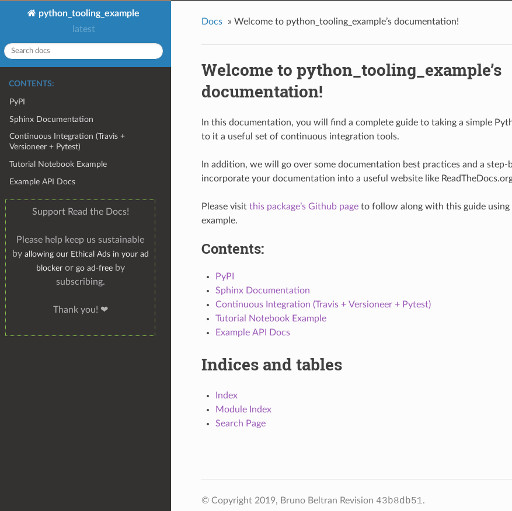 python_tooling_example
latest
Search docs
CONTENTS:
PyPI
Sphinx Documentation
Continuous Integration (Travis +
Versioneer + Pytest)
Tutorial Notebook Example
Example API Docs
Support Read the Docs!
Please help keep us sustainable
by allowing our Ethical Ads in your ad
blocker or go ad-free by
subscribing.
Thank you! ❤
Docs » Welcome to python_tooling_example's documentation!
Welcome to python_tooling_example's
documentation!
In this documentation, you will find a complete guide to taking a simple Pyth
to it a useful set of continuous integration tools.
In addition, we will go over some documentation best practices and a step-b
incorporate your documentation into a useful website like ReadTheDocs.org
Please visit this package's Github page to follow along with this guide using
example.
Contents:
• PyPI
• Sphinx Documentation
• Continuous Integration (Travis + Versioneer + Pytest)
• Tutorial Notebook Example
• Example API Docs
Indices and tables
• Index
• Module Index
• Search Page
© Copyright 2019, Bruno Beltran Revision 43b8db51.